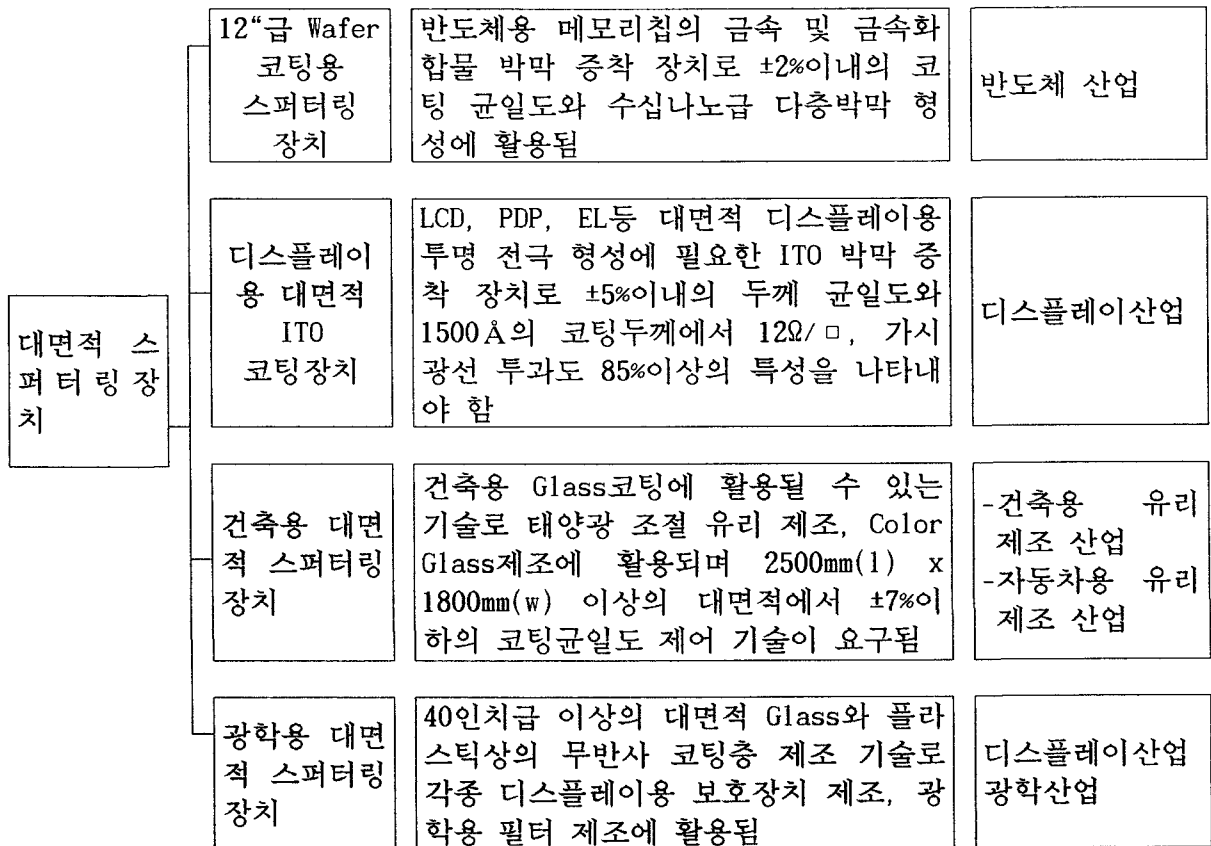 대면적 스
퍼터링장
치
12“급 Wafer
코팅용
스퍼터링
장치
반도체용 메모리칩의 금속 및 금속화
합물 박막 증착 장치로 ±2%이내의 코
팅 균일도와 수십나노급 다층박막 형
성에 활용됨
반도체 산업
디스플레이
용 대면적
ITO
코팅장치
LCD, PDP, EL등 대면적 디스플레이용
투명 전극 형성에 필요한 ITO 박막 증
착 장치로 ±5%이내의 두께 균일도와
1500Å의 코팅두께에서 12Ω/□, 가시
광선 투과도 85%이상의 특성을 나타내
야 함
디스플레이산업
건축용 대면
적 스퍼터링
장치
건축용 Glass코팅에 활용될 수 있는
기술로 태양광 조절 유리 제조, Color
Glass제조에 활용되며 2500mm(l) x
1800mm(w) 이상의 대면적에서 ±7%이
하의 코팅균일도 제어 기술이 요구됨
-건축용 유리
제조 산업
-자동차용 유리
제조 산업
광학용 대면
적 스퍼터링
장치
40인치급 이상의 대면적 Glass와 플라
스틱상의 무반사 코팅층 제조 기술로
각종 디스플레이용 보호장치 제조, 광
학용 필터 제조에 활용됨
디스플레이산업
광학산업